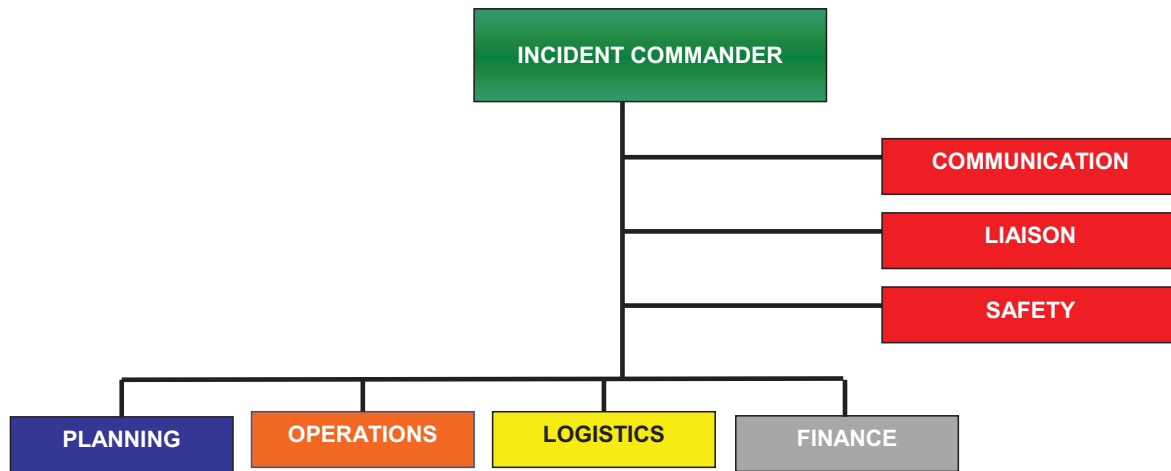 INCIDENT COMMANDER
COMMUNICATION
LIAISON
SAFETY
PLANNING
OPERATIONS
LOGISTICS
FINANCE